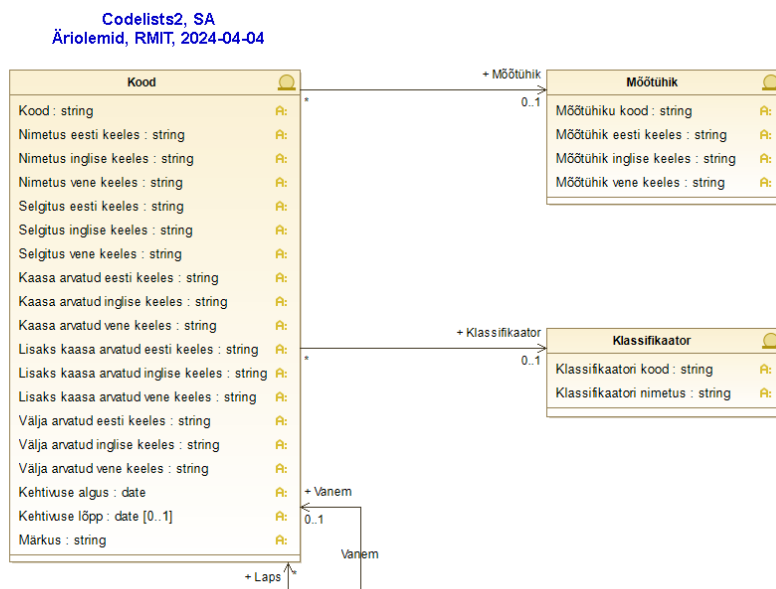 Codelists2, SA
Äriolemid, RMIT, 2024-04-04
Kood
Kood : string
Nimetus eesti keeles : string
Nimetus inglise keeles : string
Nimetus vene keeles : string
Selgitus eesti keeles : string
Selgitus inglise keeles : string
Selgitus vene keeles : string
Kaasa arvatud eesti keeles : string
Kaasa arvatud inglise keeles : string
Kaasa arvatud vene keeles : string
Lisaks kaasa arvatud eesti keeles : string
Lisaks kaasa arvatud inglise keeles : string
Lisaks kaasa arvatud vene keeles : string
Välja arvatud eesti keeles : string
Välja arvatud inglise keeles : string
Välja arvatud vene keeles : string
Kehtivuse algus : date
Kehtivuse lõpp : date [0..1]
Märkus : string
+ Mõõtühik
*
0..1
Mõõtühik
Mõõtühiku kood : string
Mõõtühik eesti keeles : string
Mõõtühik inglise keeles : string
Mõõtühik vene keeles : string
+ Klassifikaator
*
0..1
Klassifikaator
Klassifikaatori kood : string
Klassifikaatori nimetus : string
+ Vanem
0..1
Vanem
+ Laps
*